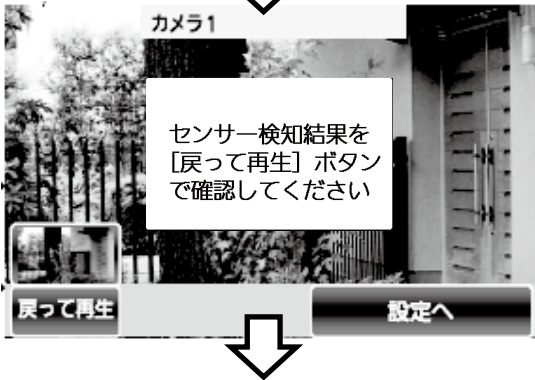 カメラ1
センサー検知結果を
［戻って再生］ボタン
で確認してください
戻って再生
設定へ